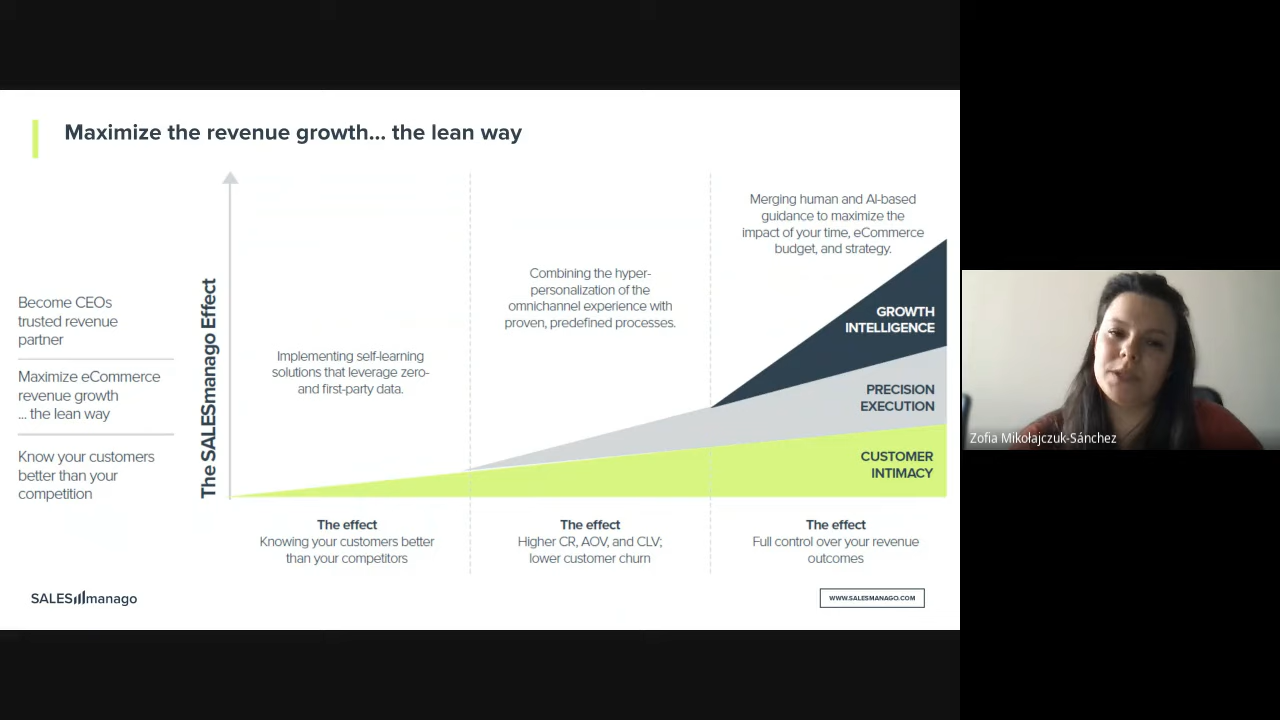 Maximize the revenue growth... the lean way
Become CEOs
trusted revenue
partner
Maximize eCommerce
revenue growth
... the lean way
Know your customers
better than your
competition
The SALESmanago Effect
Implementing self-learning
solutions that leverage zero-
and first-party data.
Combining the hyper-
personalization of the
omnichannel experience with
proven, predefined processes.
Merging human and AI-based
guidance to maximize the
impact of your time, eCommerce
budget, and strategy.
GROWTH
INTELLIGENCE
PRECISION
EXECUTION
CUSTOMER
INTIMACY
The effect
Knowing your customers better
than your competitors
The effect
Higher CR, AOV, and CLV;
lower customer churn
The effect
Full control over your revenue
outcomes
SALESmanago
WWW.SALESMANAGO.COM
Zofia Mikołajczuk-Sánchez